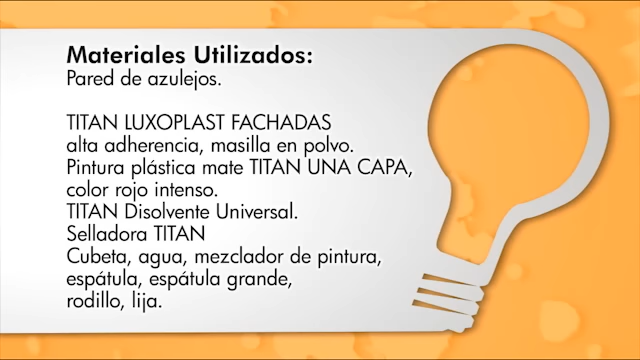 Materiales Utilizados:
Pared de azulejos.
TITAN LUXOPLAST FACHADAS
alta adherencia, masilla en polvo.
Pintura plástica mate TITAN UNA CAPA,
color rojo intenso.
TITAN Disolvente Universal.
Selladora TITAN
Cubeta, agua, mezclador de pintura,
espátula, espátula grande,
rodillo, lija.